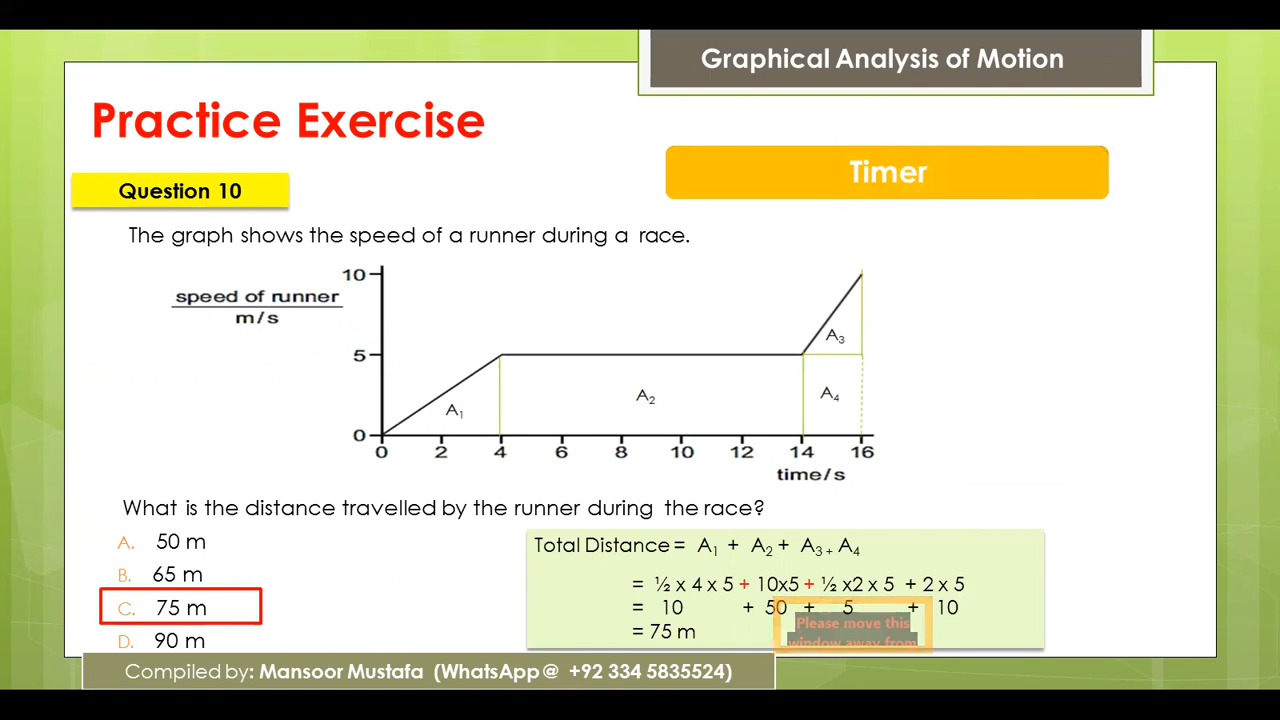 Graphical Analysis of Motion
Practice Exercise
Timer
Question 10
The graph shows the speed of a runner during a race.
10
speed of runner
m/s
5
0
A3
A1
A2
A4
0 2 4 6 8 10 12 14 16
time/s
What is the distance travelled by the runner during the race?
A. 50 m
B. 65 m
C. 75 m
D. 90 m
Total Distance = A1 + A2 + A3 + A4
= ½ x 4 x 5 + 10x5 + ½ x2 x 5 + 2 x 5
= 10 + 50 + 5 + 10
= 75 m
Please move this
window away from
Compiled by: Mansoor Mustafa (WhatsApp@ +92 334 5835524)